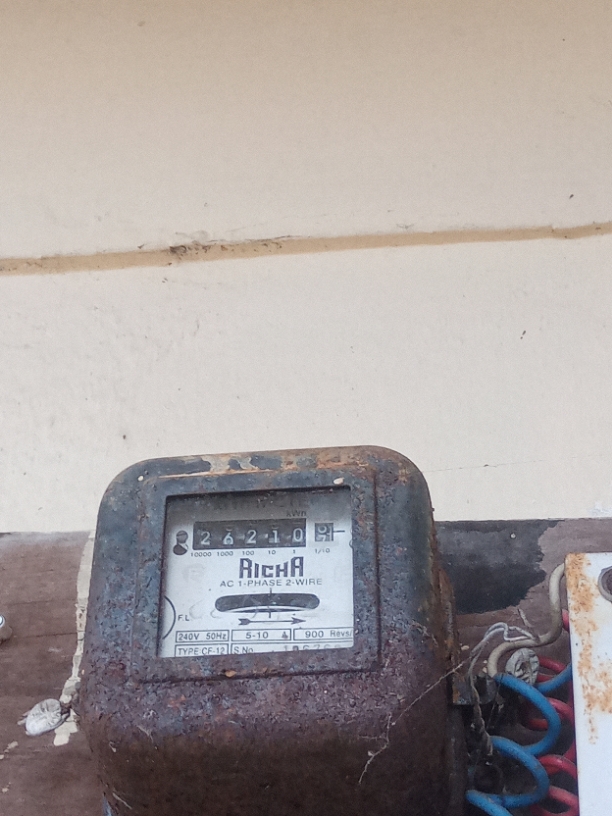 kWh
2 6 2 1 0
10000 1000 100 10 1 1/10
RICHA
AC 1-PHASE 2-WIRE
F.L
240V 50Hz 5-10 A 900 Revs/
TYPE CF-12 S.No.